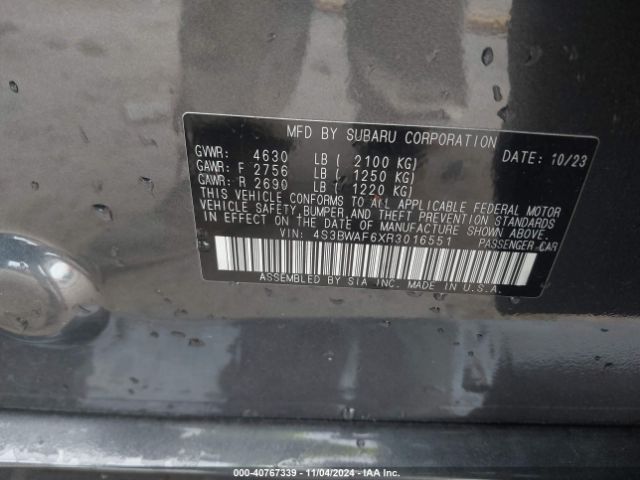 MFD BY SUBARU CORPORATION
GVWR: 4630 LB ( 2100 KG) DATE: 10/23
GAWR: F 2756 LB ( 1250 KG)
GAWR: R 2690 LB ( 1220 KG)
THIS VEHICLE CONFORMS TO ALL APPLICABLE FEDERAL MOTOR
VEHICLE SAFETY, BUMPER, AND THEFT PREVENTION STANDARDS
IN EFFECT ON THE DATE OF MANUFACTURE SHOWN ABOVE.
VIN: 4S3BWAF6XR3016551 PASSENGER CAR
ASSEMBLED BY SIA INC. MADE IN U.S.A.
000-40767339 - 11/04/2024 - IAA Inc.